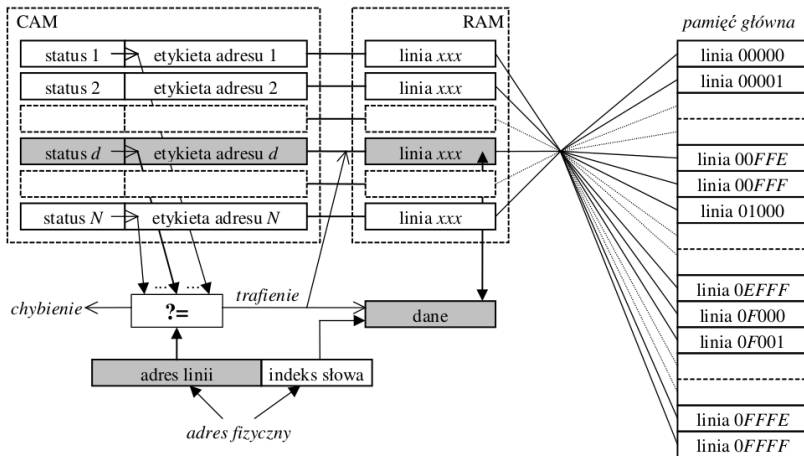 CAM
RAM
pamięć główna
status 1 etykieta adresu 1 linia xxx
status 2 etykieta adresu 2 linia xxx
status d etykieta adresu d linia xxx
status N etykieta adresu N linia xxx
linia 00000
linia 00001
linia 00FFE
linia 00FFF
linia 01000
linia 0EFFF
linia 0F000
linia 0F001
linia 0FFFE
linia 0FFFF
chybienie
?=
trafienie
dane
adres linii
indeks słowa
adres fizyczny